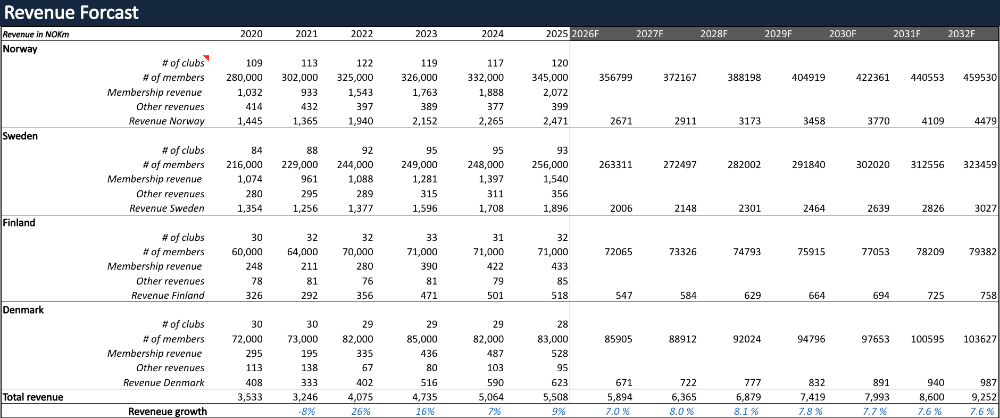 Revenue Forcast
Revenue in NOKm 2020 2021 2022 2023 2024 2025 2026F 2027F 2028F 2029F 2030F 2031F 2032F
Norway
# of clubs 109 113 122 119 117 120
# of members 280,000 302,000 325,000 326,000 332,000 345,000 356799 372167 388198 404919 422361 440553 459530
Membership revenue 1,032 933 1,543 1,763 1,888 2,072
Other revenues 414 432 397 389 377 399
Revenue Norway 1,445 1,365 1,940 2,152 2,265 2,471 2671 2911 3173 3458 3770 4109 4479
Sweden
# of clubs 84 88 92 95 95 93
# of members 216,000 229,000 244,000 249,000 248,000 256,000 263311 272497 282002 291840 302020 312556 323459
Membership revenue 1,074 961 1,088 1,281 1,397 1,540
Other revenues 280 295 289 315 311 356
Revenue Sweden 1,354 1,256 1,377 1,596 1,708 1,896 2006 2148 2301 2464 2639 2826 3027
Finland
# of clubs 30 32 32 33 31 32
# of members 60,000 64,000 70,000 71,000 71,000 71,000 72065 73326 74793 75915 77053 78209 79382
Membership revenue 248 211 280 390 422 433
Other revenues 78 81 76 81 79 85
Revenue Finland 326 292 356 471 501 518 547 584 629 664 694 725 758
Denmark
# of clubs 30 30 29 29 29 28
# of members 72,000 73,000 82,000 85,000 82,000 83,000 85905 88912 92024 94796 97653 100595 103627
Membership revenue 295 195 335 436 487 528
Other revenues 113 138 67 80 103 95
Revenue Denmark 408 333 402 516 590 623 671 722 777 832 891 940 987
Total revenue 3,533 3,246 4,075 4,735 5,064 5,508 5,894 6,365 6,879 7,419 7,993 8,600 9,252
Reveneue growth -8% 26% 16% 7% 9% 7.0 % 8.0 % 8.1 % 7.8 % 7.7 % 7.6 % 7.6 %